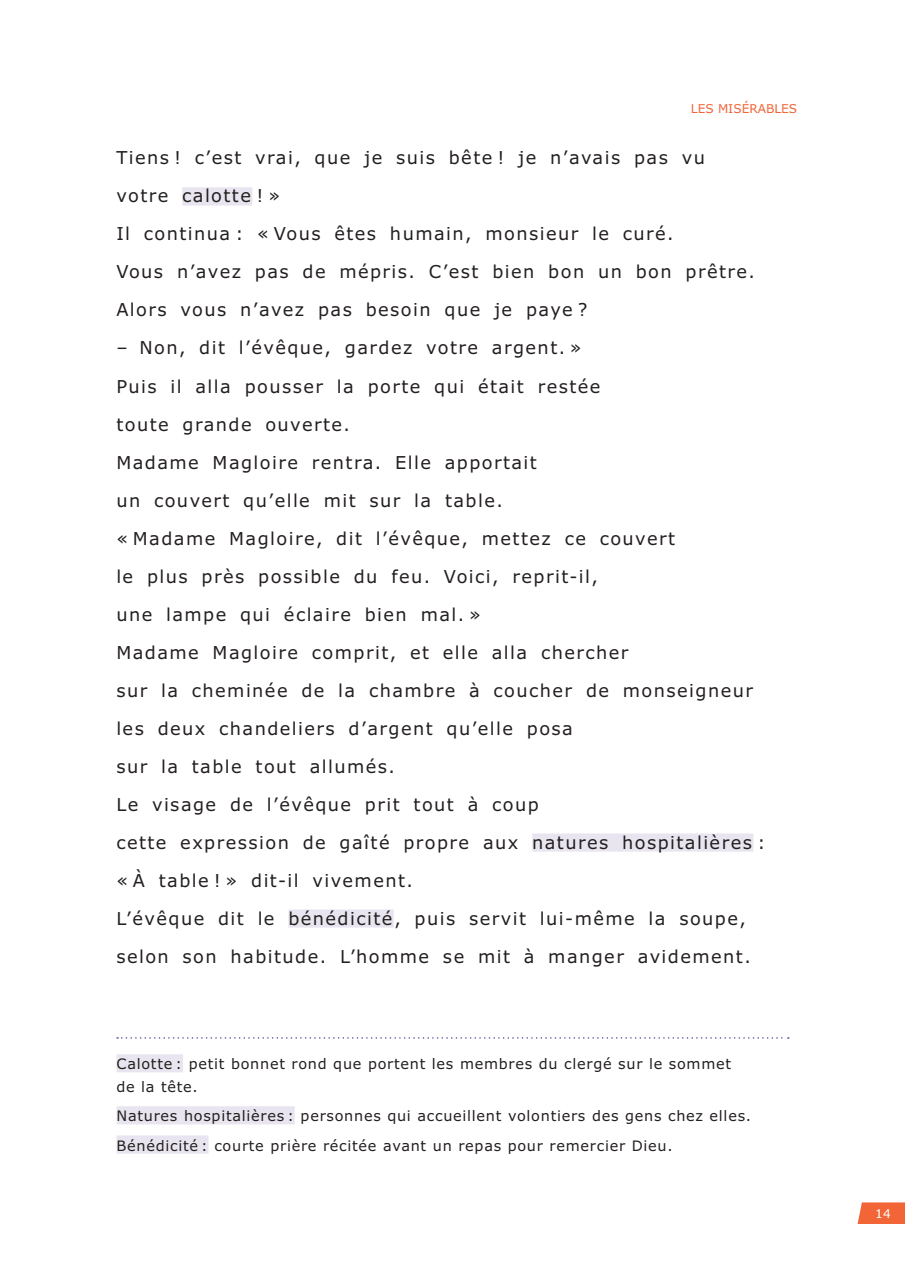 LES MISÉRABLES
Tiens ! c’est vrai, que je suis bête ! je n’avais pas vu
votre calotte ! »
Il continua : « Vous êtes humain, monsieur le curé.
Vous n’avez pas de mépris. C’est bien bon un bon prêtre.
Alors vous n’avez pas besoin que je paye ?
– Non, dit l’évêque, gardez votre argent. »
Puis il alla pousser la porte qui était restée
toute grande ouverte.
Madame Magloire rentra. Elle apportait
un couvert qu’elle mit sur la table.
« Madame Magloire, dit l’évêque, mettez ce couvert
le plus près possible du feu. Voici, reprit-il,
une lampe qui éclaire bien mal. »
Madame Magloire comprit, et elle alla chercher
sur la cheminée de la chambre à coucher de monseigneur
les deux chandeliers d’argent qu’elle posa
sur la table tout allumés.
Le visage de l’évêque prit tout à coup
cette expression de gaîté propre aux natures hospitalières :
« À table ! » dit-il vivement.
L’évêque dit le bénédicité, puis servit lui-même la soupe,
selon son habitude. L’homme se mit à manger avidement.
Calotte : petit bonnet rond que portent les membres du clergé sur le sommet
de la tête.
Natures hospitalières : personnes qui accueillent volontiers des gens chez elles.
Bénédicité : courte prière récitée avant un repas pour remercier Dieu.
14